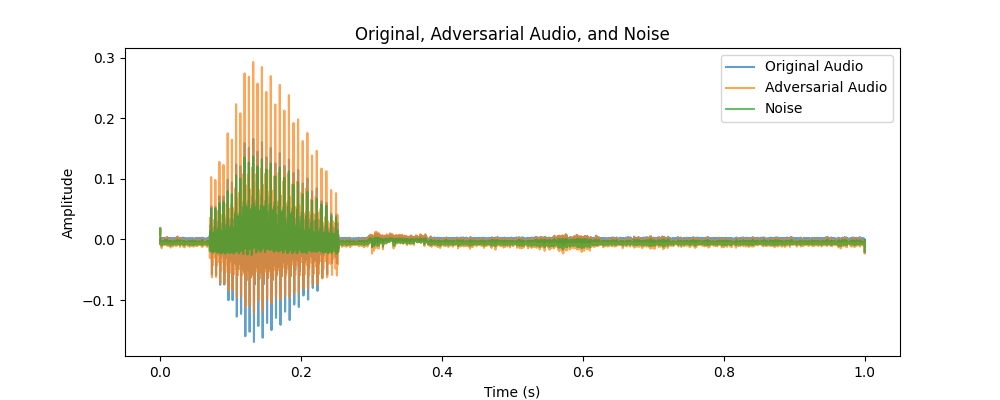 Original, Adversarial Audio, and Noise
Original Audio
Adversarial Audio
Noise
Amplitude
0.3
0.2
0.1
0.0
−0.1
0.0 0.2 0.4 0.6 0.8 1.0
Time (s)